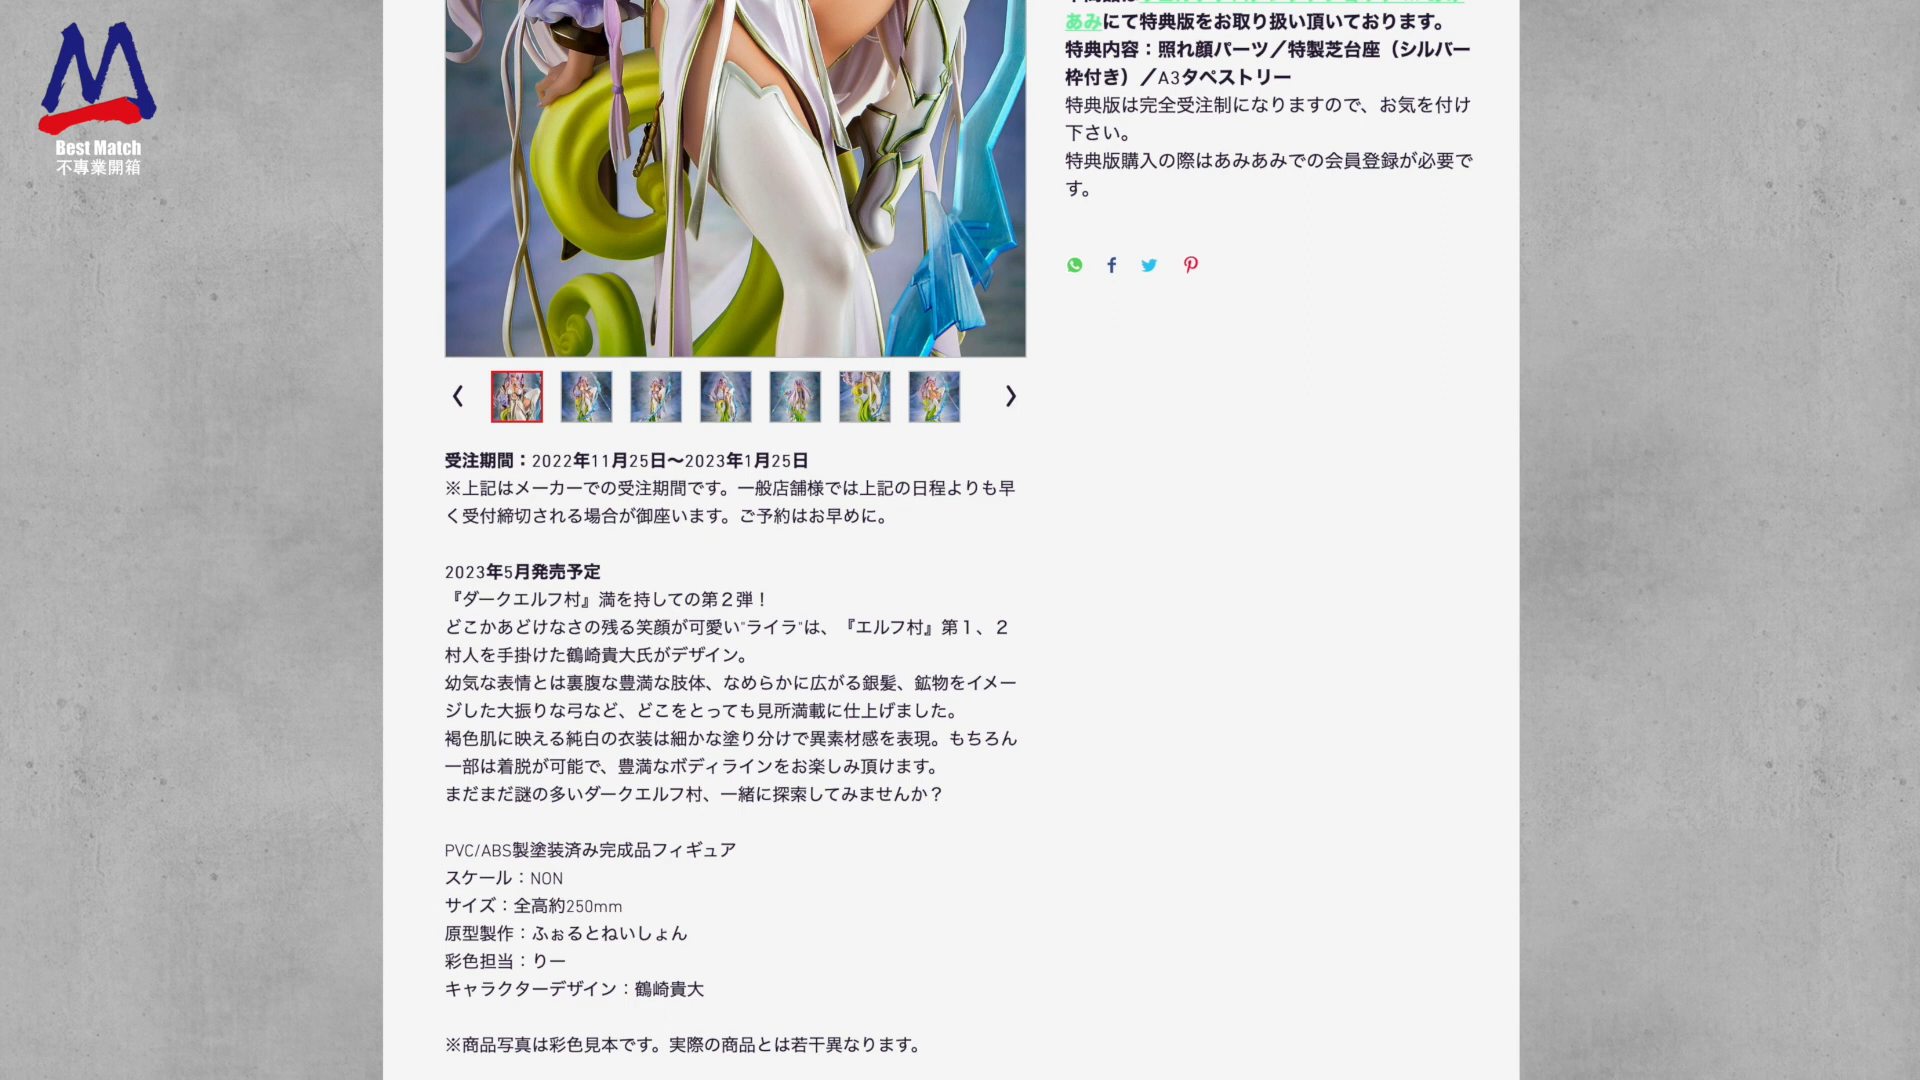 Best Match
不專業開箱
あみにて特典版をお取り扱い頂いております。
特典内容：照れ顔パーツ／特製芝台座（シルバー
枠付き）／A3タペストリー
特典版は完全受注制になりますので、お気を付け
下さい。
特典版購入の際はあみあみでの会員登録が必要で
す。
受注期間：2022年11月25日〜2023年1月25日
※上記はメーカーでの受注期間です。一般店舗様では上記の日程よりも早
く受付締切される場合が御座います。ご予約はお早めに。
2023年5月発売予定
『ダークエルフ村』満を持しての第２弾！
どこかあどけなさの残る笑顔が可愛い"ライラ"は、『エルフ村』第１、２
村人を手掛けた鶴崎貴大氏がデザイン。
幼気な表情とは裏腹な豊満な肢体、なめらかに広がる銀髪、鉱物をイメー
ジした大振りな弓など、どこをとっても見所満載に仕上げました。
褐色肌に映える純白の衣装は細かな塗り分けで異素材感を表現。もちろん
一部は着脱が可能で、豊満なボディラインをお楽しみ頂けます。
まだまだ謎の多いダークエルフ村、一緒に探索してみませんか？
PVC/ABS製塗装済み完成品フィギュア
スケール：NON
サイズ：全高約250mm
原型製作：ふぉるとねいしょん
彩色担当：りー
キャラクターデザイン：鶴崎貴大
※商品写真は彩色見本です。実際の商品とは若干異なります。